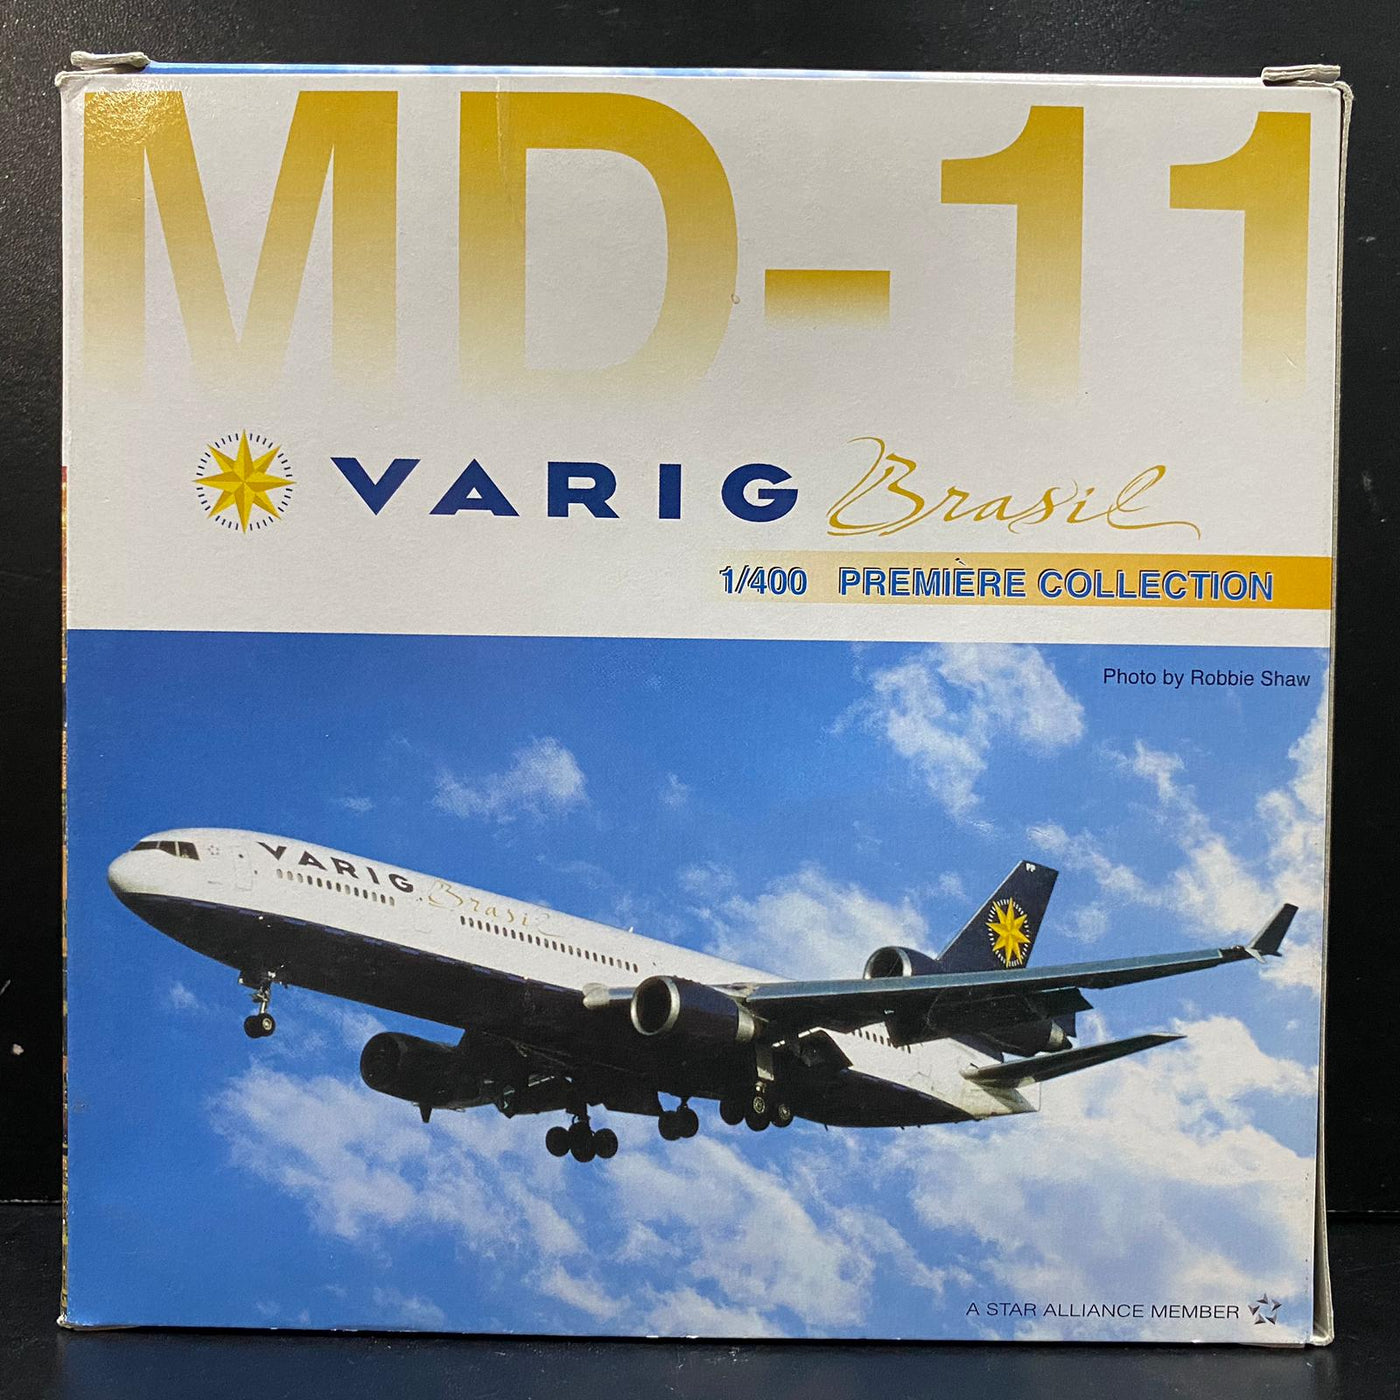 MD-11
VARIG Brasil
1/400 PREMIÈRE COLLECTION
Photo by Robbie Shaw
VARIG Brasil
A STAR ALLIANCE MEMBER